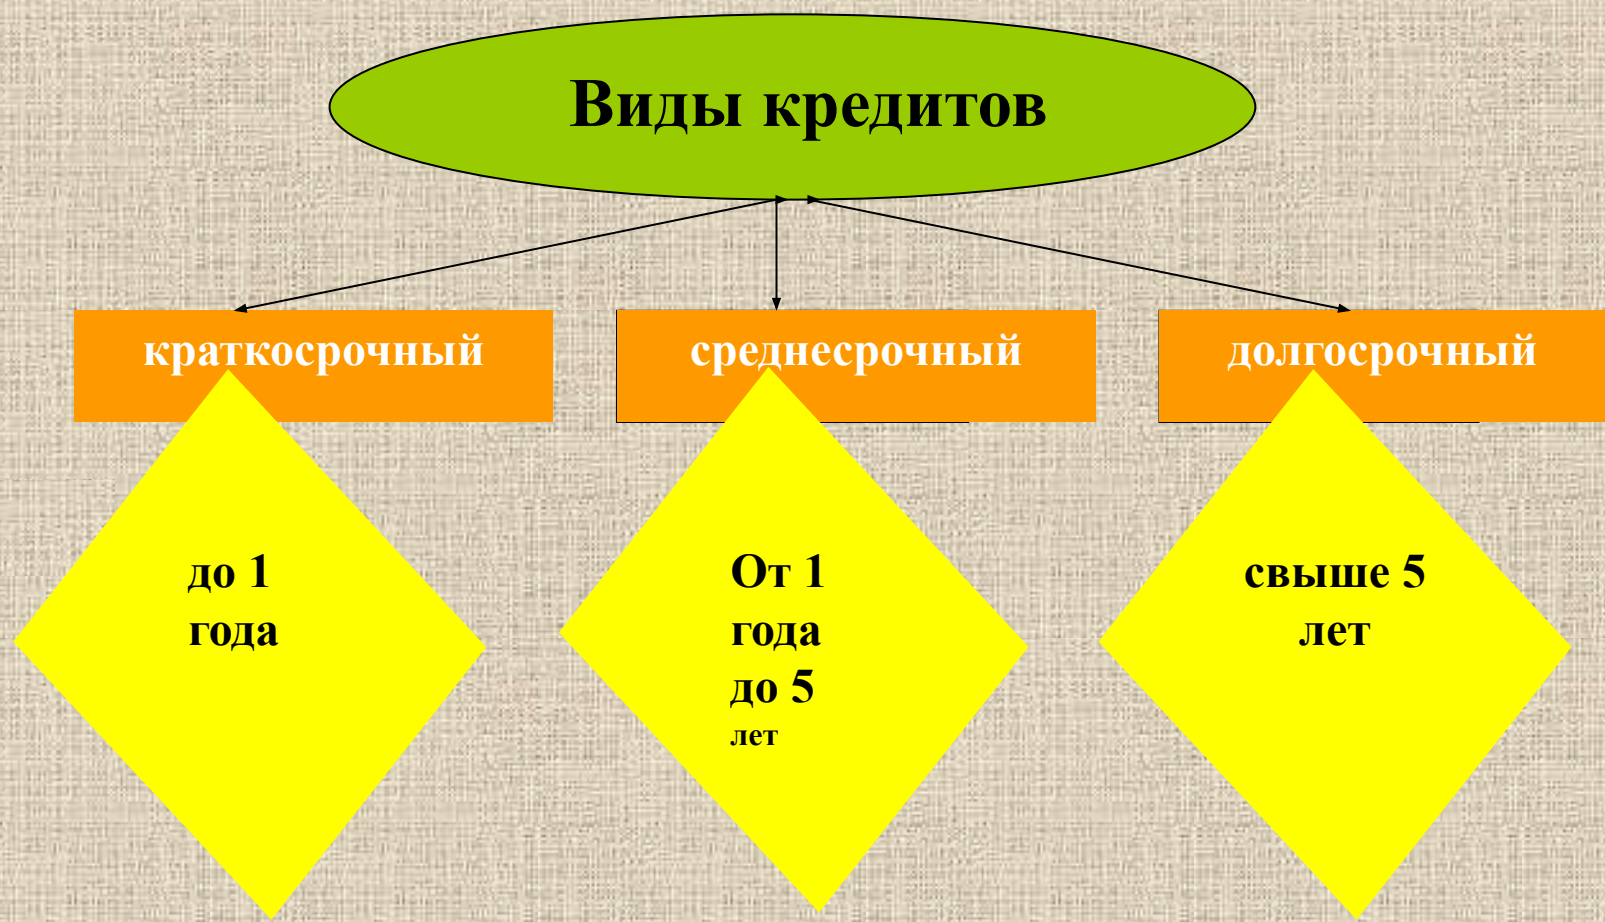 Виды кредитов
краткосрочный
среднесрочный
долгосрочный
до 1
года
От 1
года
до 5
лет
свыше 5
лет